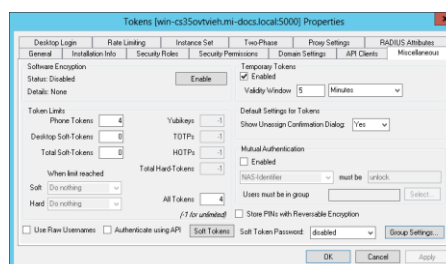 Tokens [win-cs35ovtvieh.mi-docs.local:5000] Properties
Desktop Login Rate Limiting Instance Set Two-Phase Proxy Settings RADIUS Attributes
General Installation Info Security Roles Security Permissions Domain Settings API Clients Miscellaneous
Software Encryption
Status: Disabled
Enable
Details: None
Temporary Tokens
Enabled
Validity Window 5 Minutes
Token Limits
Phone Tokens 4 Yubikeys -1
Desktop Soft-Tokens 0 TOTPs -1
Total Soft-Tokens 0 HOTPs -1
Total Hard-Tokens -1
When limit reached
Soft Do nothing
Hard Do nothing
All Tokens 4
(-1 for unlimited)
Default Settings for Tokens
Show Unassign Confirmation Dialog: Yes
Mutual Authentication
Enabled
NAS-Identifier must be unlock
Users must be in group Select...
Store PINs with Reversable Encryption
Use Raw Usernames Authenticate using API Soft Tokens Soft Token Password: disabled Group Settings...
OK Cancel Apply